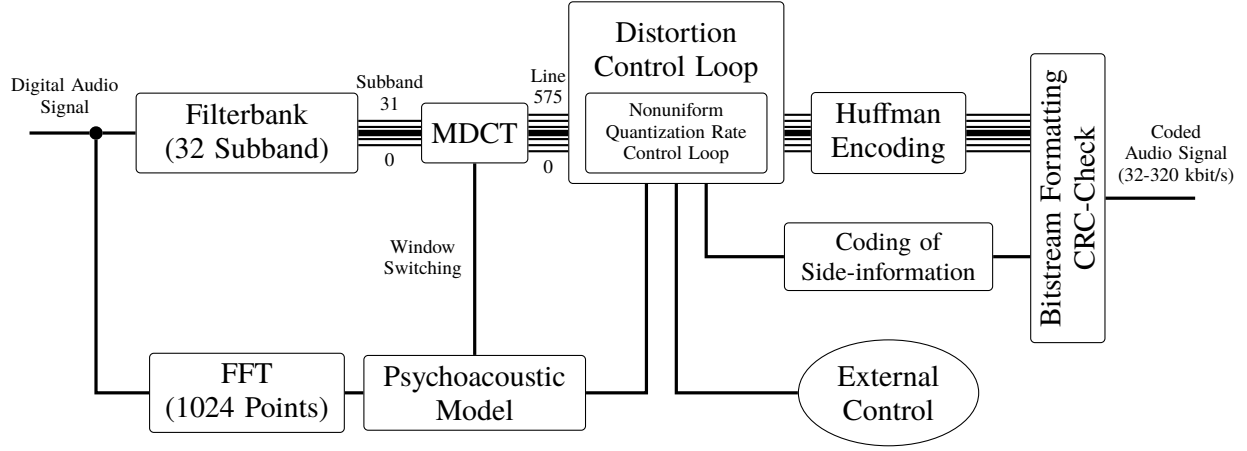 Digital Audio
Signal
Filterbank
(32 Subband)
Subband
31
0
MDCT
Line
575
0
Distortion
Control Loop
Nonuniform
Quantization Rate
Control Loop
Huffman
Encoding
Bitstream Formatting
CRC-Check
Coded
Audio Signal
(32-320 kbit/s)
Window
Switching
Coding of
Side-information
FFT
(1024 Points)
Psychoacoustic
Model
External
Control